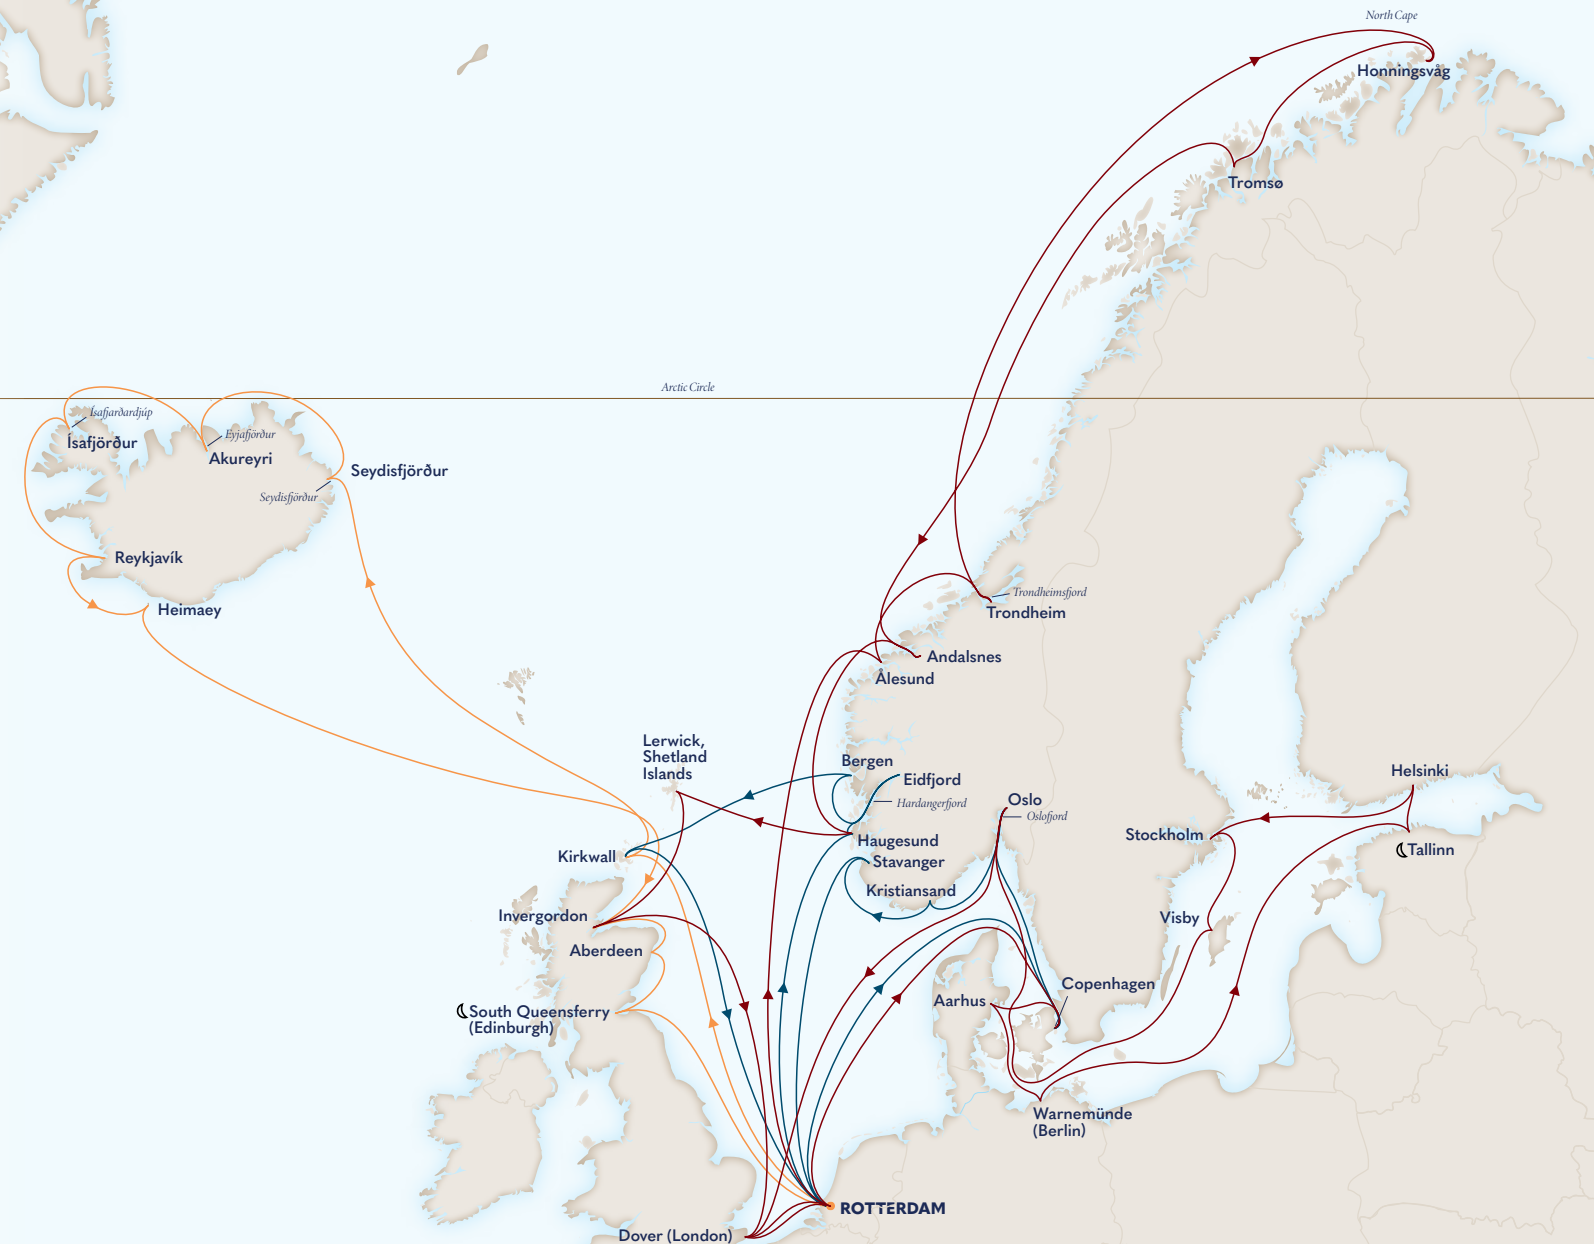 North Cape
Honningsvåg
Tromsø
Arctic Circle
Ísafjarðardjúp
Ísafjörður
Eyjafjörður
Akureyri
Seydisfjörður
Seydisfjörður
Reykjavík
Heimaey
Trondheimsfjord
Trondheim
Andalsnes
Ålesund
Lerwick,
Shetland
Islands
Bergen
Eidfjord
Hardangerfjord
Oslo
Oslofjord
Helsinki
Haugesund
Stockholm
Tallinn
Kirkwall
Stavanger
Kristiansand
Invergordon
Visby
Aberdeen
Copenhagen
Aarhus
South Queensferry
(Edinburgh)
Warnemünde
(Berlin)
ROTTERDAM
Dover (London)